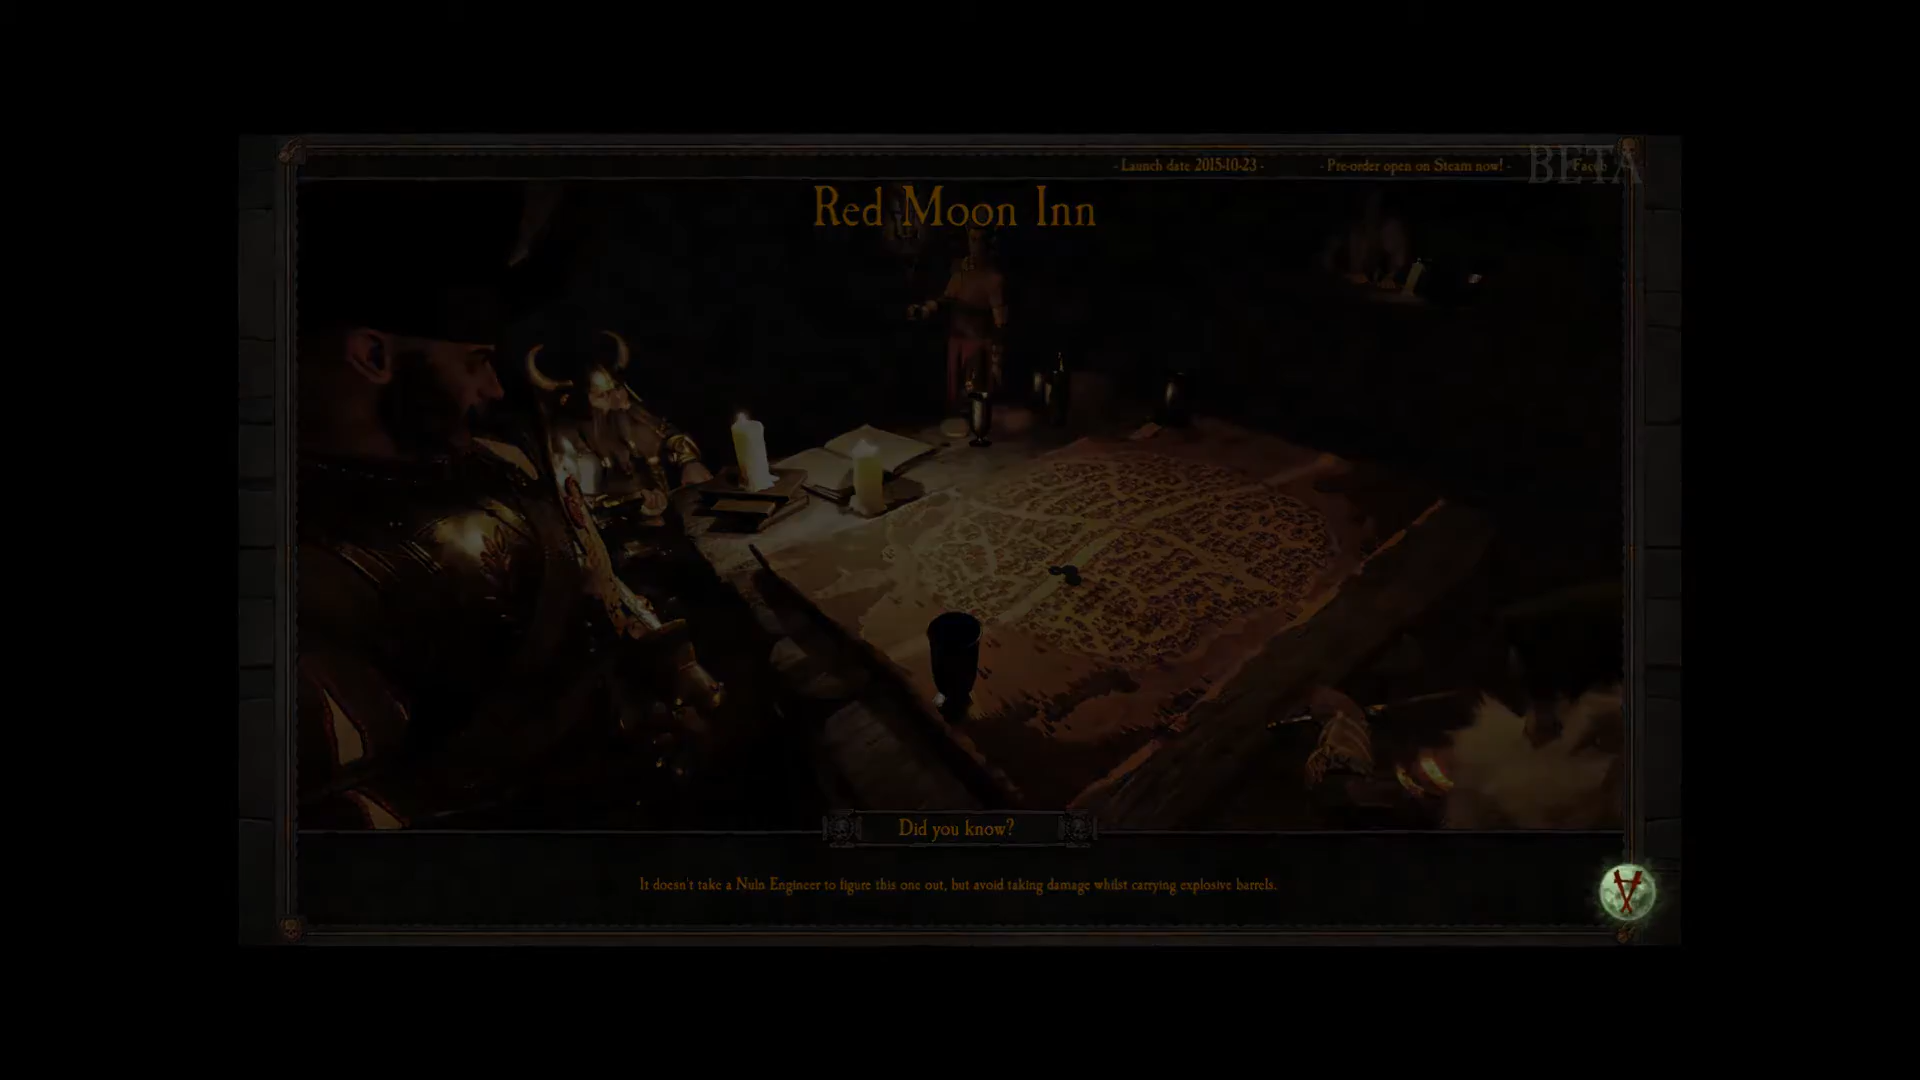 - Launch date 2015-10-23 -
- Pre-order open on Steam now! -
BETA
Red Moon Inn
Did you know?
It doesn't take a Nuln Engineer to figure this one out, but avoid taking damage whilst carrying explosive barrels.